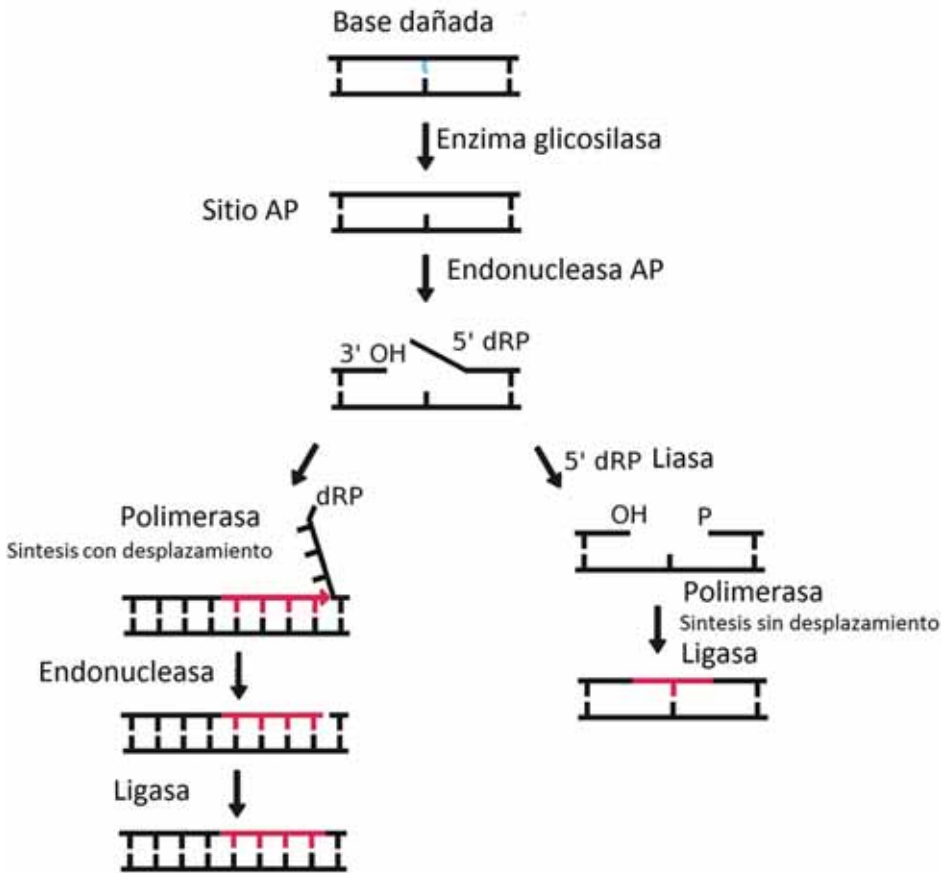 Base dañada
Enzima glicosilasa
Sitio AP
Endonucleasa AP
3' OH
5' dRP
dRP
Polimerasa
Sintesis con desplazamiento
Endonucleasa
Ligasa
5' dRP Liasa
OH
P
Polimerasa
Sintesis sin desplazamiento
Ligasa